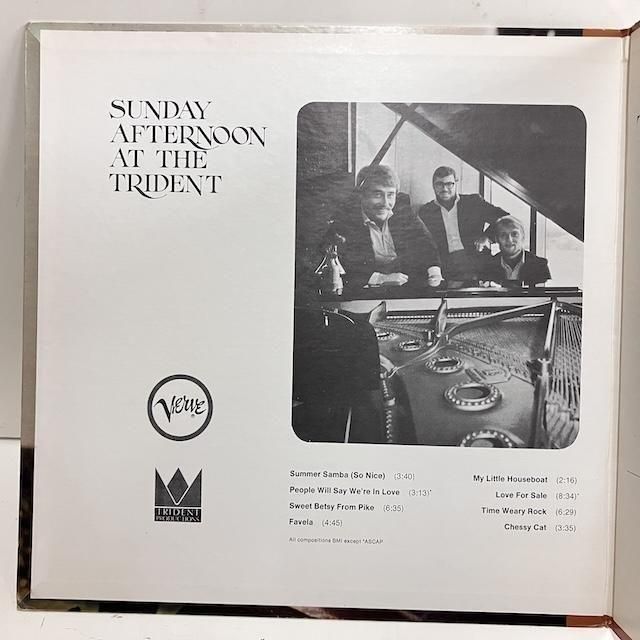 SUNDAY
AFTERNOON
AT THE
TRIDENT
Verve
TRIDENT
PRODUCTIONS
Summer Samba (So Nice) (3:40)
People Will Say We're In Love (3:13)*
Sweet Betsy From Pike (6:35)
Favela (4:45)
All compositions BMI except *ASCAP
My Little Houseboat (2:16)
Love For Sale (8:34)*
Time Weary Rock (6:29)
Chessy Cat (3:35)